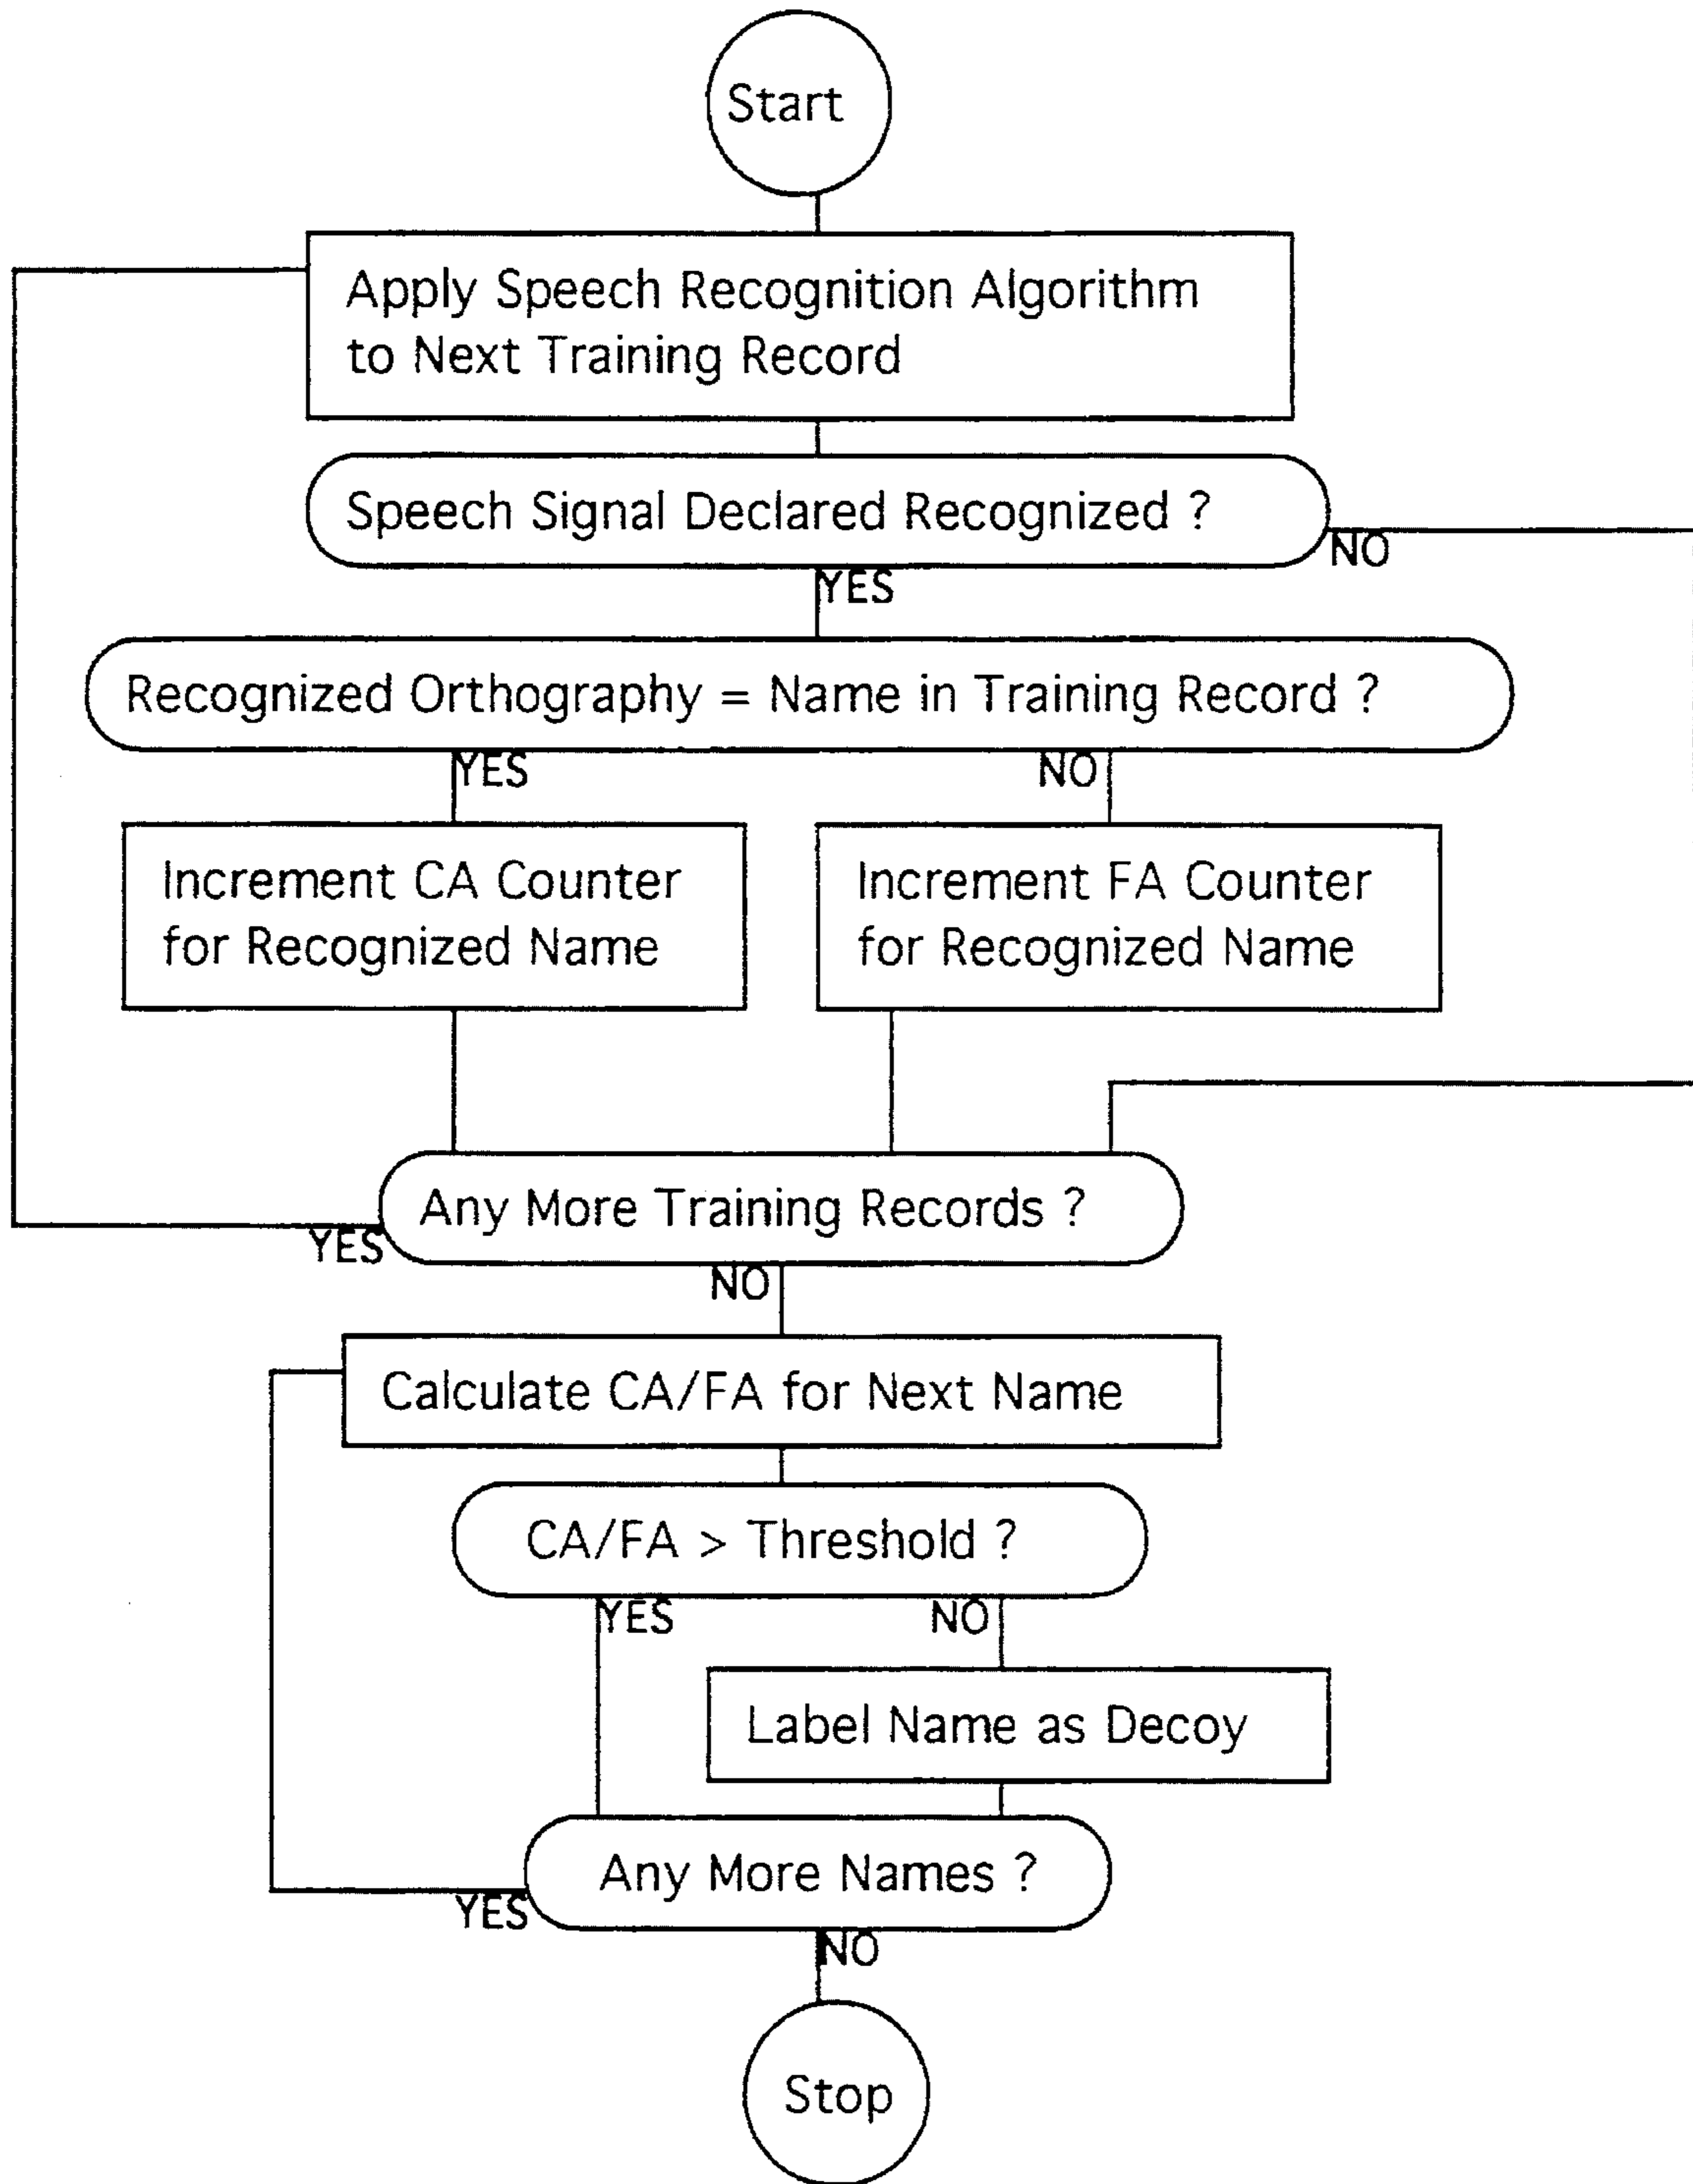 Start
Apply Speech Recognition Algorithm
to Next Training Record
Speech Signal Declared Recognized ?
NO
YES
Recognized Orthography = Name in Training Record ?
YES
NO
Increment CA Counter
for Recognized Name
Increment FA Counter
for Recognized Name
Any More Training Records ?
YES
NO
Calculate CA/FA for Next Name
CA/FA > Threshold ?
YES
NO
Label Name as Decoy
Any More Names ?
YES
NO
Stop